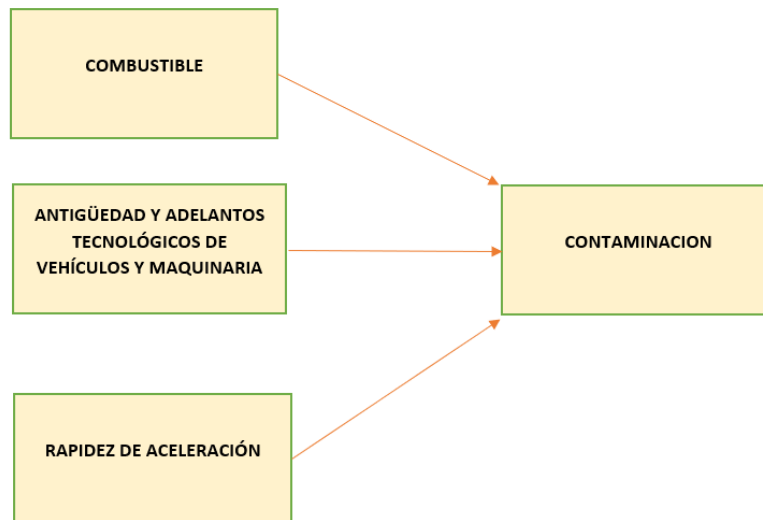 COMBUSTIBLE
ANTIGÜEDAD Y ADELANTOS
TECNOLÓGICOS DE
VEHÍCULOS Y MAQUINARIA
CONTAMINACION
RAPIDEZ DE ACELERACIÓN